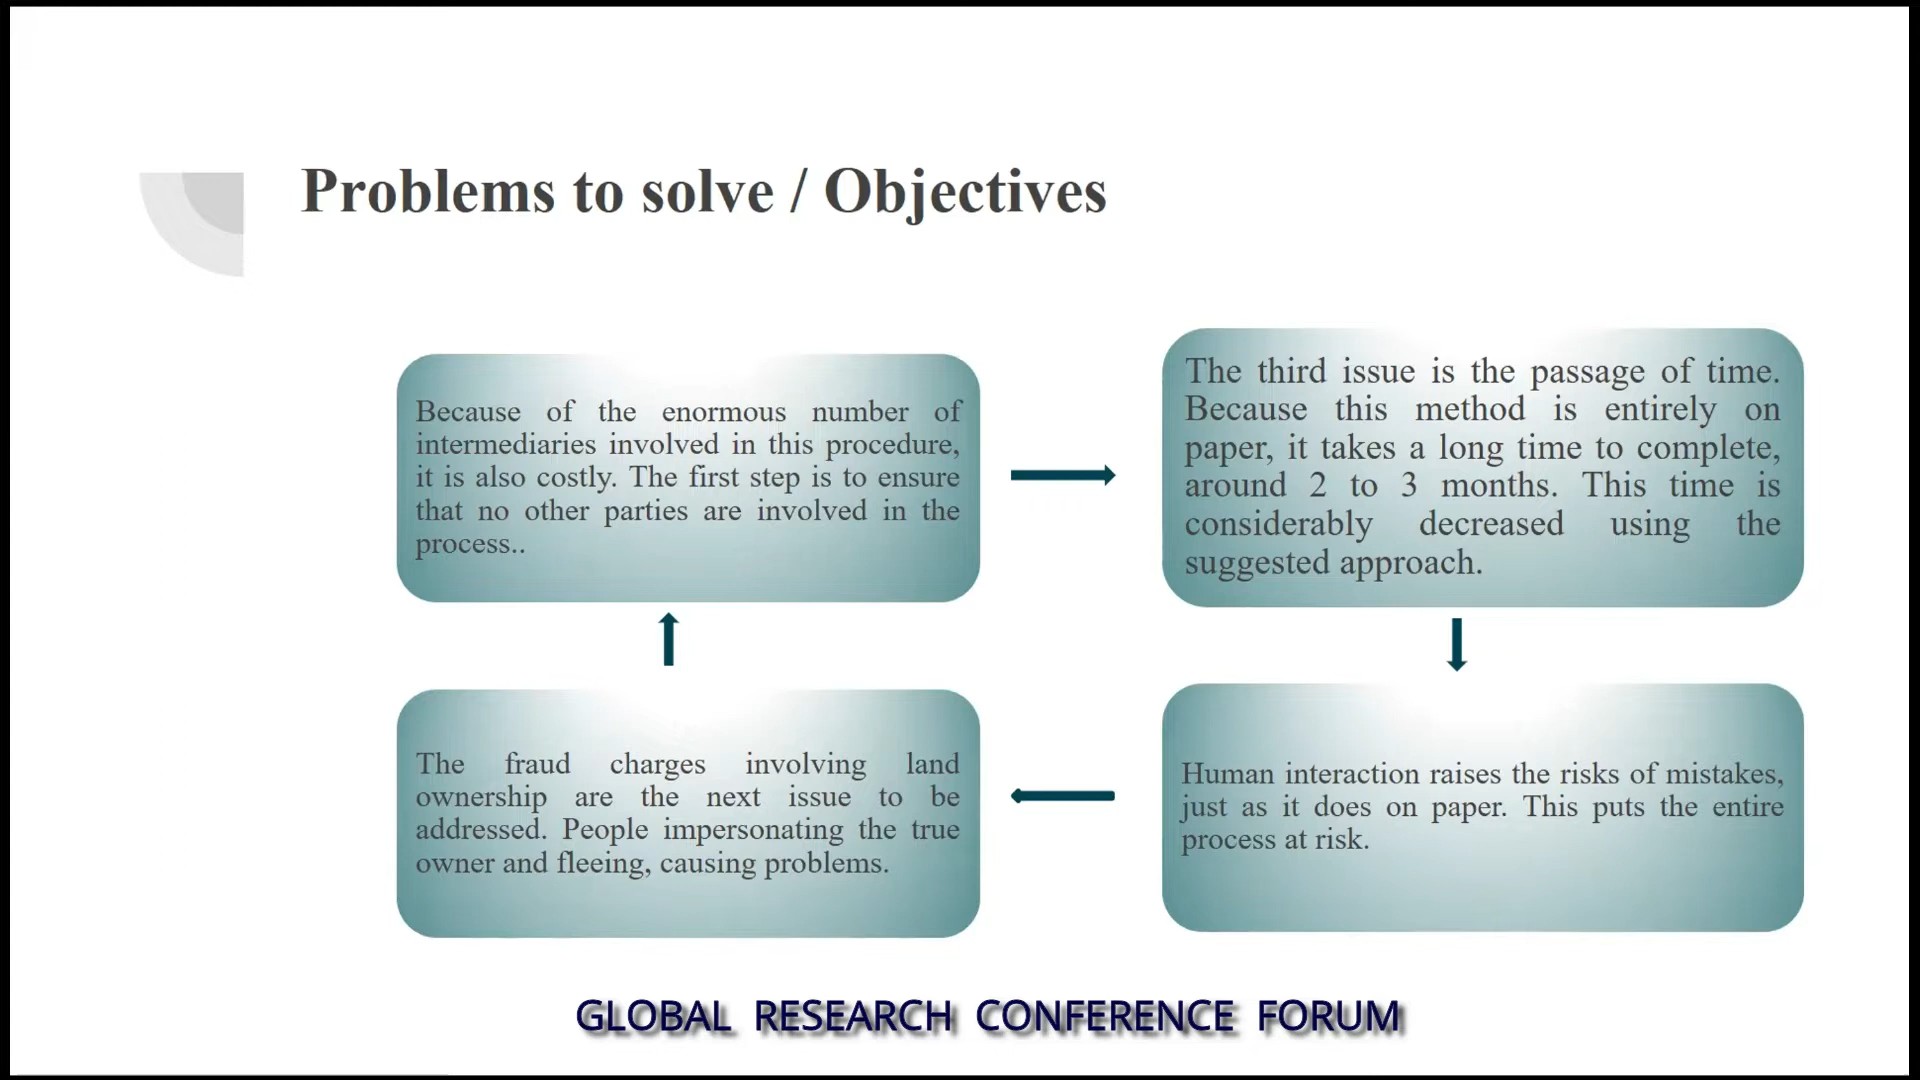 Problems to solve / Objectives
Because of the enormous number of
intermediaries involved in this procedure,
it is also costly. The first step is to ensure
that no other parties are involved in the
process..
The third issue is the passage of time.
Because this method is entirely on
paper, it takes a long time to complete,
around 2 to 3 months. This time is
considerably decreased using the
suggested approach.
The fraud charges involving land
ownership are the next issue to be
addressed. People impersonating the true
owner and fleeing, causing problems.
Human interaction raises the risks of mistakes,
just as it does on paper. This puts the entire
process at risk.
GLOBAL RESEARCH CONFERENCE FORUM